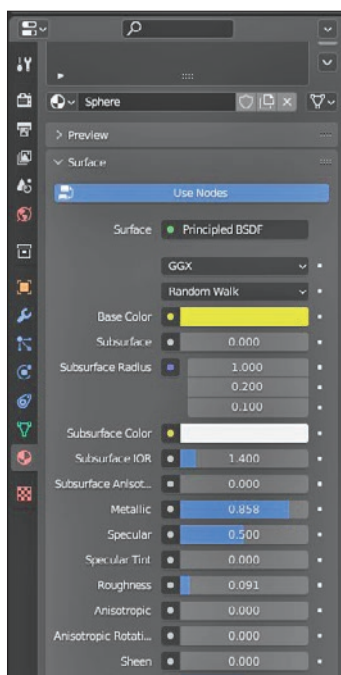 Sphere
Preview
Surface
Use Nodes
Surface Principled BSDF
GGX
Random Walk
Base Color
Subsurface 0.000
Subsurface Radius 1.000
0.200
0.100
Subsurface Color
Subsurface IOR 1.400
Subsurface Anisot... 0.000
Metallic 0.858
Specular 0.500
Specular Tint 0.000
Roughness 0.091
Anisotropic 0.000
Anisotropic Rotati... 0.000
Sheen 0.000